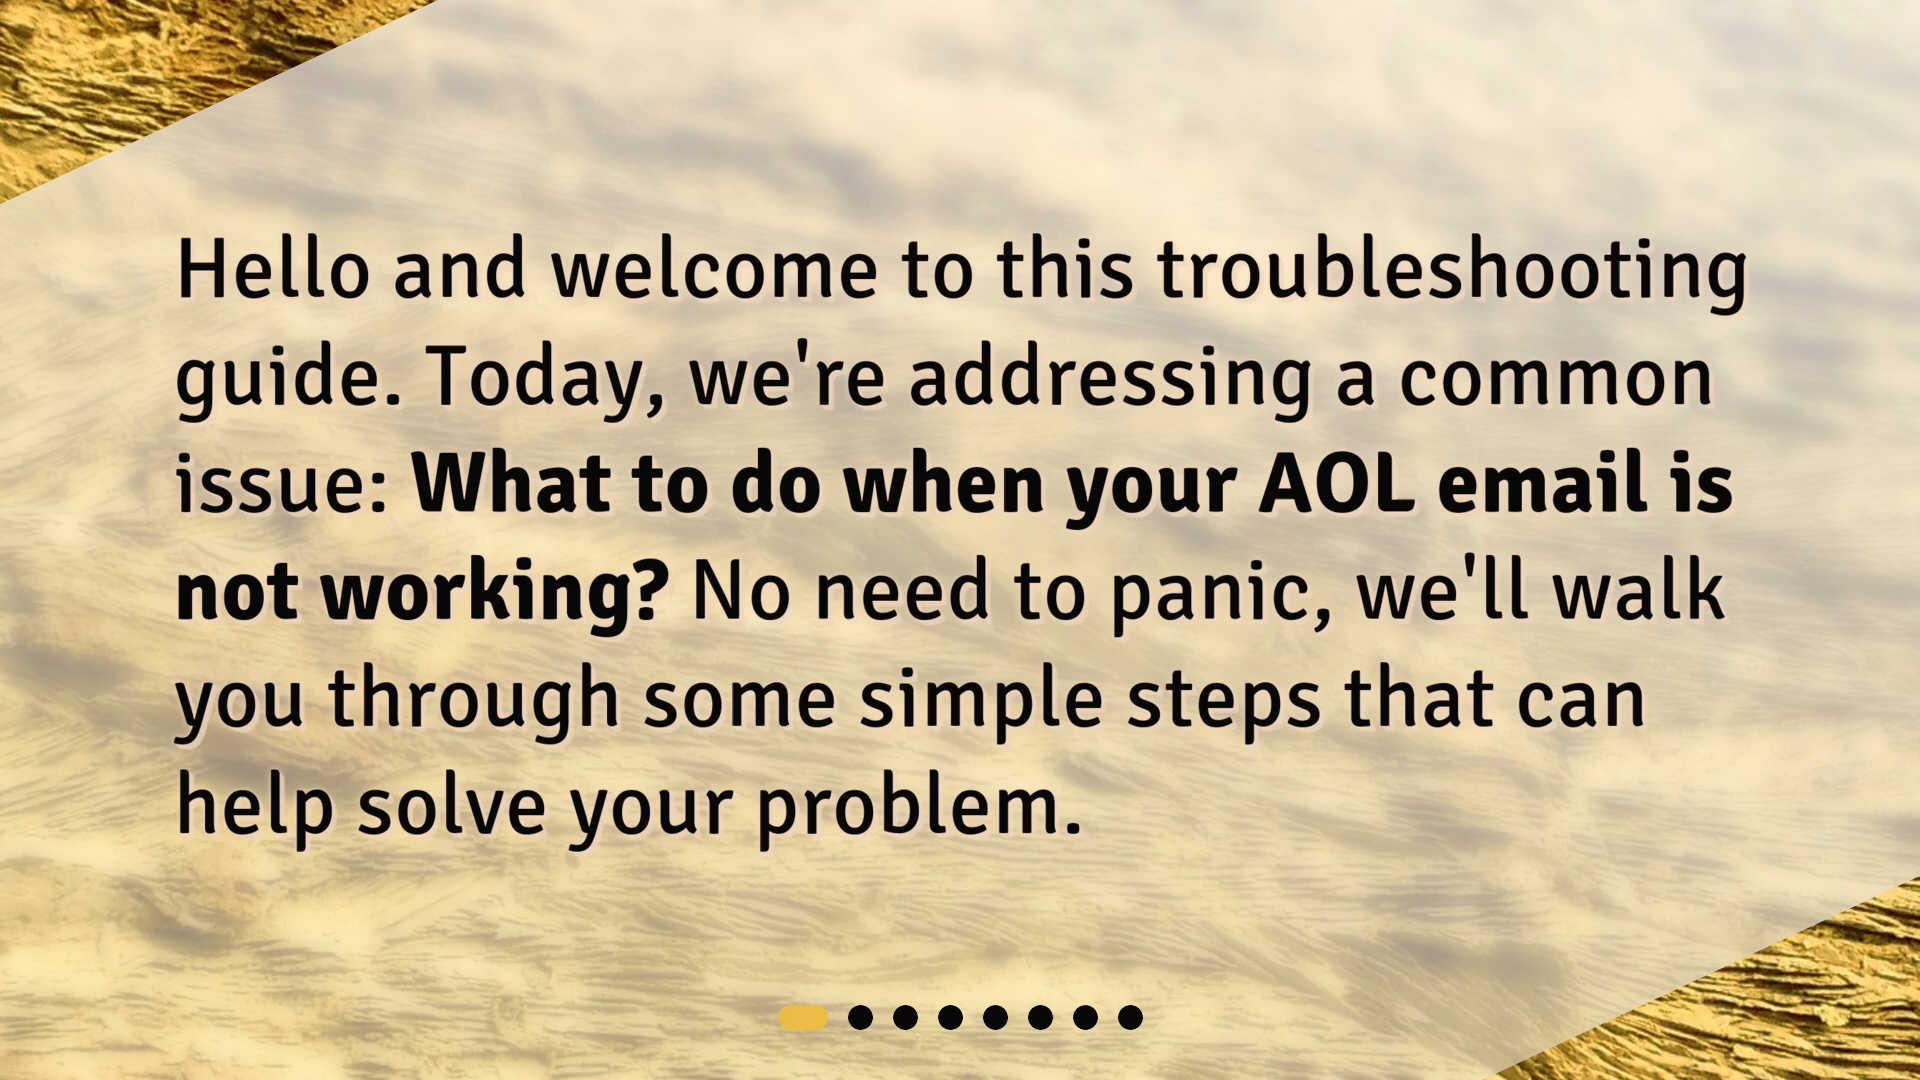 Hello and welcome to this troubleshooting
guide. Today, we're addressing a common
issue: What to do when your AOL email is
not working? No need to panic, we'll walk
you through some simple steps that can
help solve your problem.